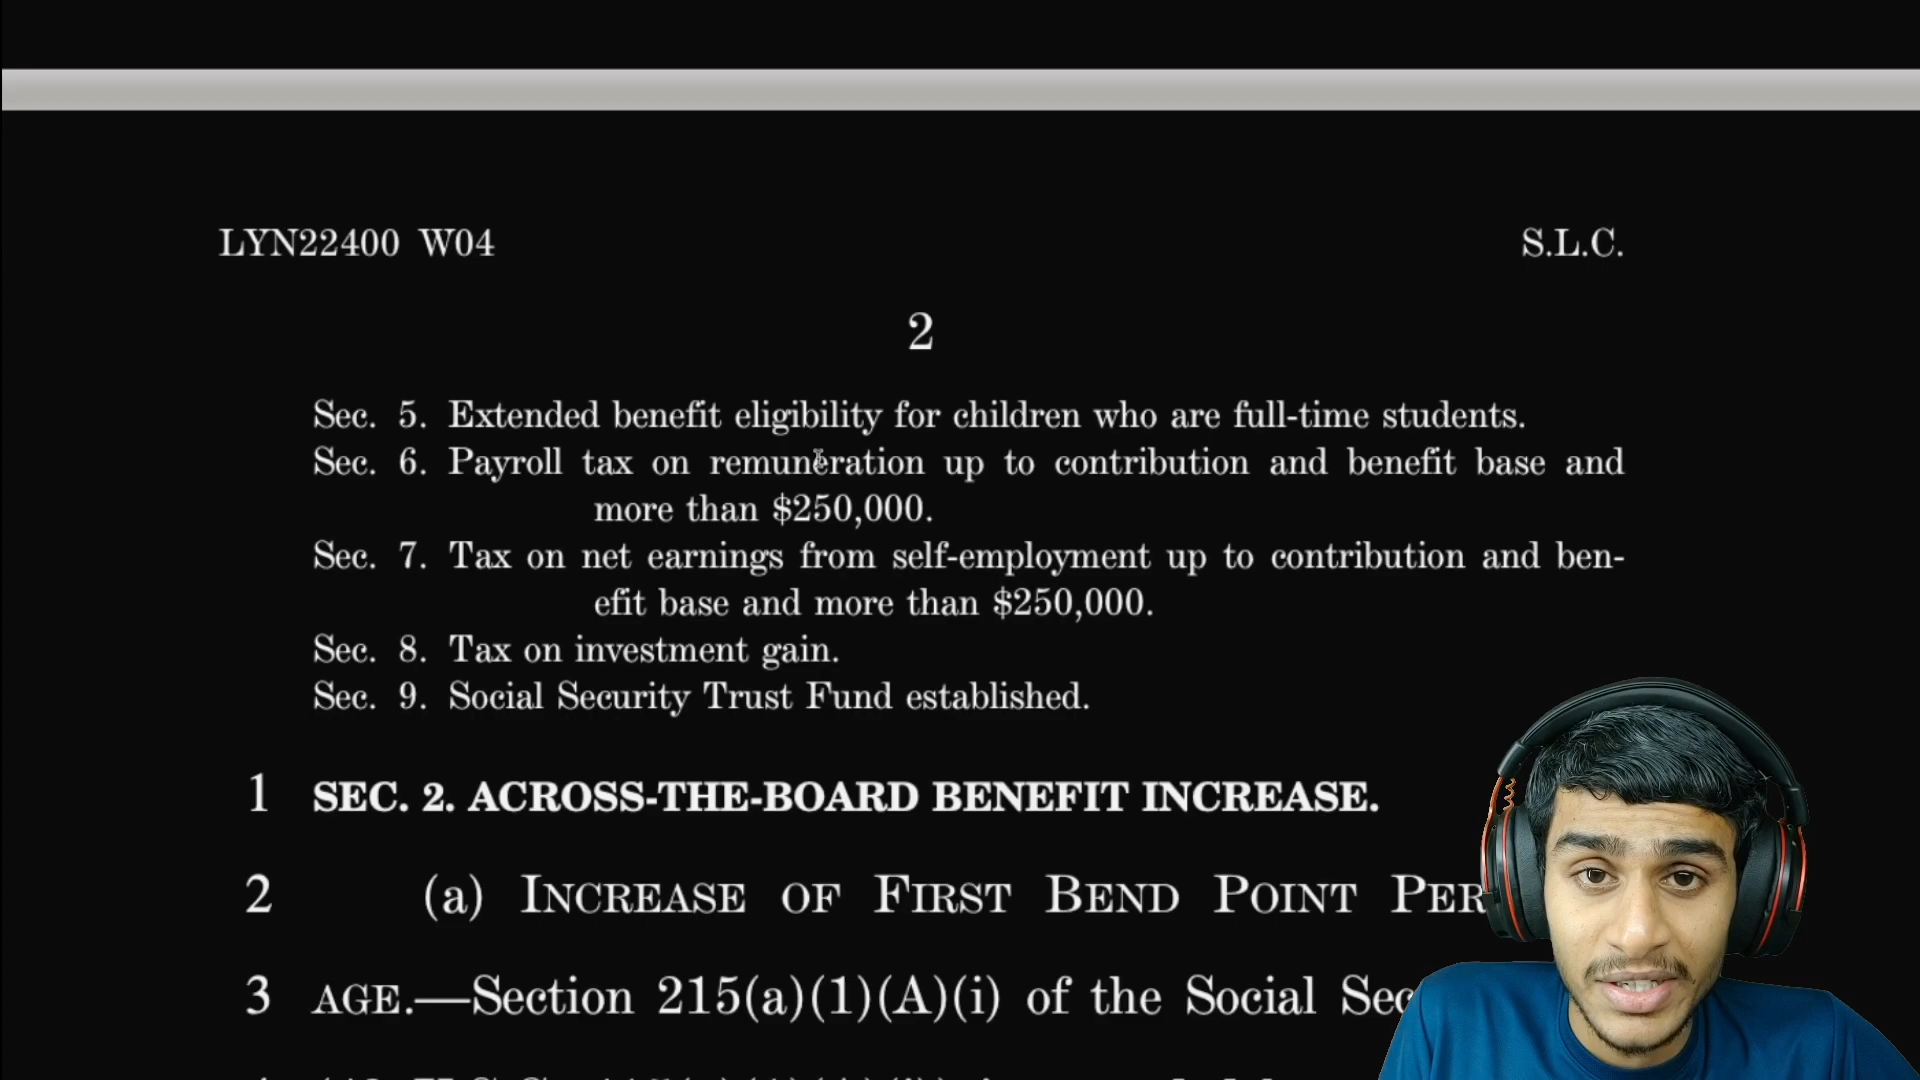 LYN22400 W04 S.L.C.
2
Sec. 5. Extended benefit eligibility for children who are full-time students.
Sec. 6. Payroll tax on remuneration up to contribution and benefit base and
more than $250,000.
Sec. 7. Tax on net earnings from self-employment up to contribution and ben-
efit base and more than $250,000.
Sec. 8. Tax on investment gain.
Sec. 9. Social Security Trust Fund established.
1 SEC. 2. ACROSS-THE-BOARD BENEFIT INCREASE.
2 (a) INCREASE OF FIRST BEND POINT PER
3 AGE.—Section 215(a)(1)(A)(i) of the Social Sec